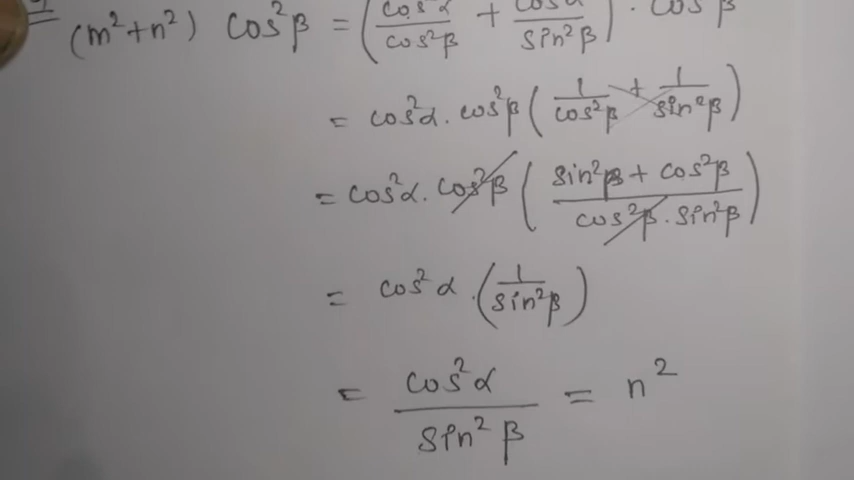 (m²+n²) cos²β = (cos²α/cos²β + cos²α/sin²β) · cos²β
= cos²α · cos²β (1/cos²β + 1/sin²β)
= cos²α · cos²β (sin²β + cos²β / cos²β · sin²β)
= cos²α · (1/sin²β)
= cos²α / sin²β = n²